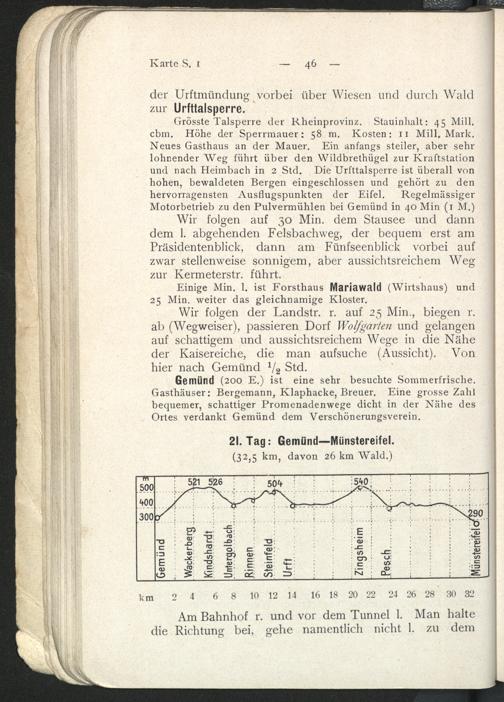 Karte S. 1 — 46 —
der Urftmündung vorbei über Wiesen und durch Wald
zur Urfttalsperre.
Grösste Talsperre der Rheinprovinz. Stauinhalt: 45 Mill.
cbm. Höhe der Sperrmauer: 58 m. Kosten: 11 Mill. Mark.
Neues Gasthaus an der Mauer. Ein anfangs steiler, aber sehr
lohnender Weg führt über den Wildbrethügel zur Kraftstation
und nach Heimbach in 2 Std. Die Urfttalsperre ist überall von
hohen, bewaldeten Bergen eingeschlossen und gehört zu den
hervorragensten Ausflugspunkten der Eifel. Regelmässiger
Motorbetrieb zu den Pulvermühlen bei Gemünd in 40 Min (1 M.)
Wir folgen auf 30 Min. dem Stausee und dann
dem l. abgehenden Felsbachweg, der bequem erst am
Präsidentenblick, dann am Fünfseenblick vorbei auf
zwar stellenweise sonnigem, aber aussichtsreichem Weg
zur Kermeterstr. führt.
Einige Min. l. ist Forsthaus Mariawald (Wirtshaus) und
25 Min. weiter das gleichnamige Kloster.
Wir folgen der Landstr. r. auf 25 Min., biegen r.
ab (Wegweiser), passieren Dorf Wolfgarten und gelangen
auf schattigem und aussichtsreichem Wege in die Nähe
der Kaisereiche, die man aufsuche (Aussicht). Von
hier nach Gemünd 1/2 Std.
Gemünd (200 E.) ist eine sehr besuchte Sommerfrische.
Gasthäuser: Bergemann, Klaphacke, Breuer. Eine grosse Zahl
bequemer, schattiger Promenadenwege dicht in der Nähe des
Ortes verdankt Gemünd dem Verschönerungsverein.
21. Tag: Gemünd—Münstereifel.
(32,5 km, davon 26 km Wald.)
m
500
400
300
521 526 504 540 290
Gemünd
Wackerberg
Kindshardt
Untergolbach
Rinnen
Steinfeld
Urft
Zingsheim
Pesch
Münstereifel
km 2 4 6 8 10 12 14 16 18 20 22 24 26 28 30 32
Am Bahnhof r. und vor dem Tunnel l. Man halte
die Richtung bei, gehe namentlich nicht l. zu dem